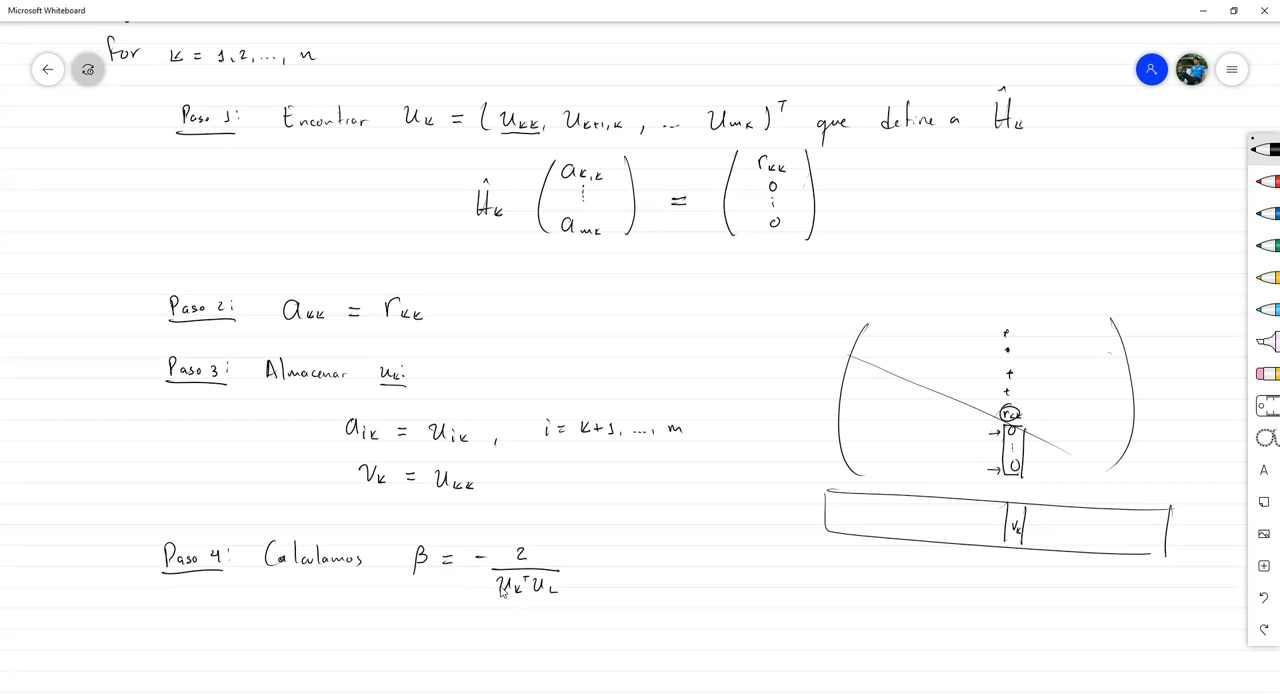 Microsoft Whiteboard
for k = 1,2,..., n
Paso 1: Encontrar u_k = (u_kk, u_k+1,k, ... u_mk)^T que define a Ĥ_k
Ĥ_k ( a_k,k ⋮ a_mk ) = ( r_kk 0 ⋮ 0 )
Paso 2: a_kk = r_kk
Paso 3: Almacenar u_k:
a_ik = u_ik, i = k+1, ..., m
v_k = u_kk
r_kk
0
⋮
0
v_k
Paso 4: Calculamos β = - 2 / u_k^T u_k
A